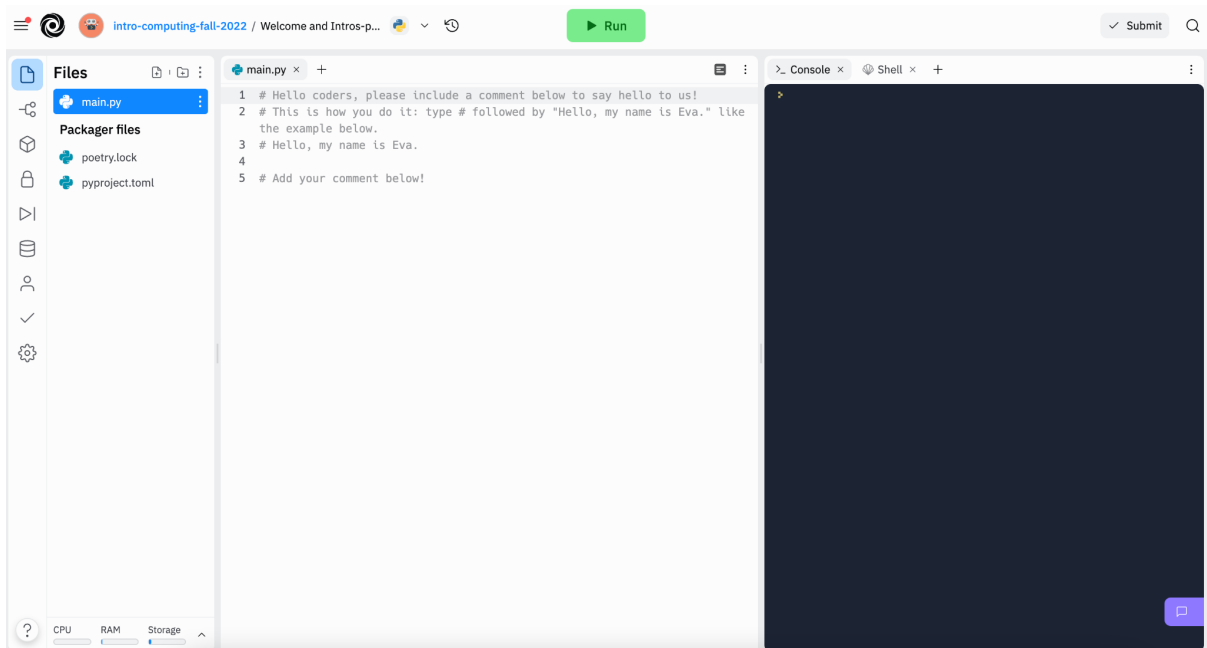 intro-computing-fall-2022 / Welcome and Intros-p...
Run
Submit
Files
main.py
Packager files
poetry.lock
pyproject.toml
CPU RAM Storage
main.py × +
1 # Hello coders, please include a comment below to say hello to us!
2 # This is how you do it: type # followed by "Hello, my name is Eva." like
the example below.
3 # Hello, my name is Eva.
4
5 # Add your comment below!
>_ Console × Shell × +
>
?